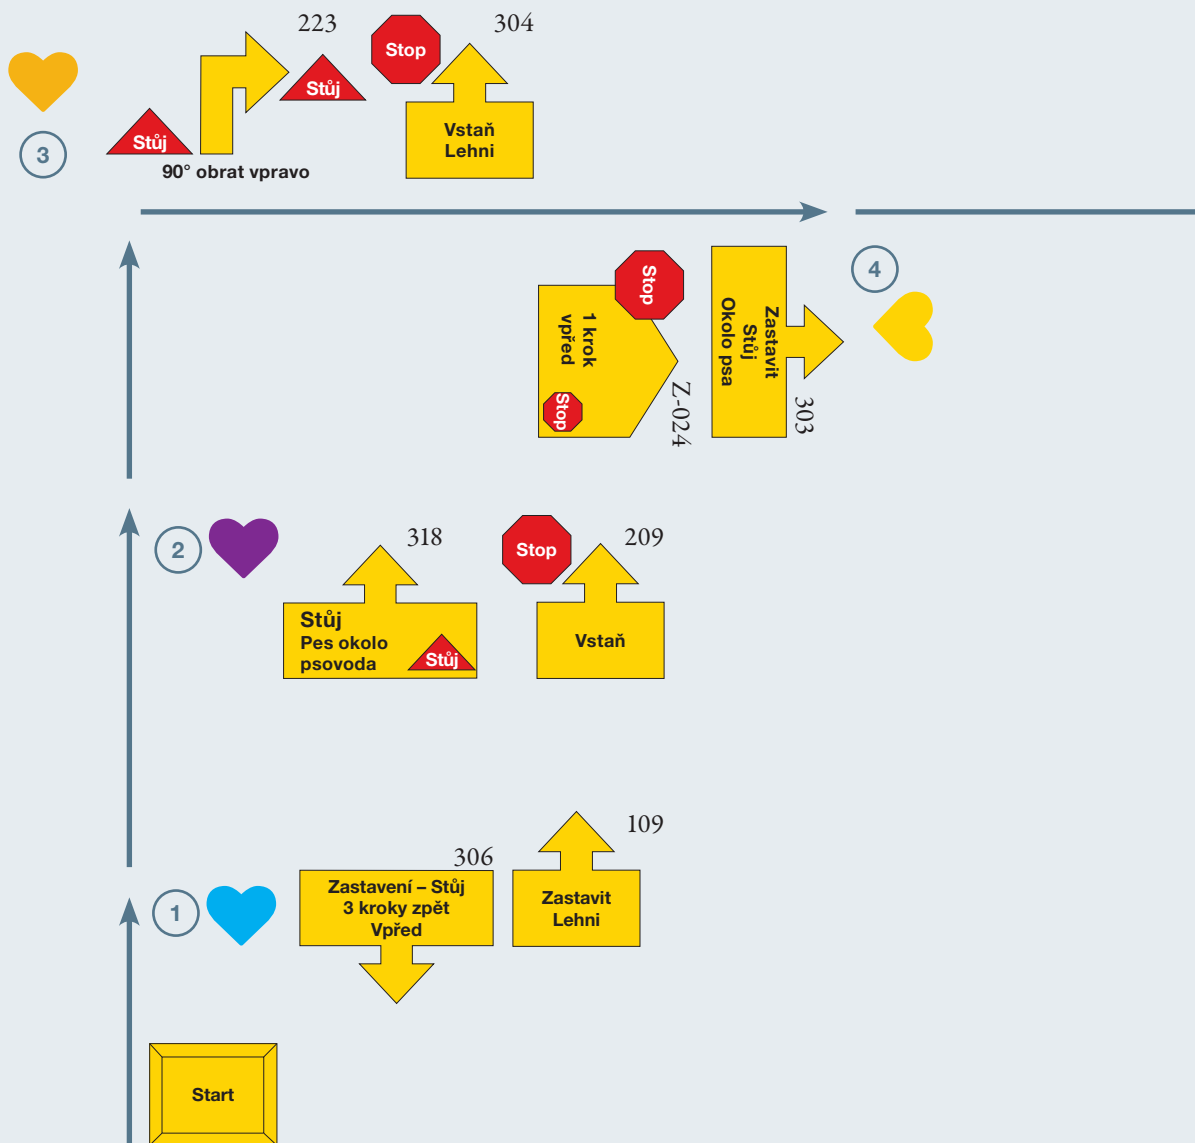 223
304
Stop
Stůj
3
Stůj
Vstaň
Lehni
90° obrat vpravo
4
Stop
1 krok
vpřed
Stop
Z-024
Zastavit
Stůj
Okolo psa
303
2
318
Stop
209
Stůj
Pes okolo
psovoda
Stůj
Vstaň
109
306
1
Zastavení – Stůj
3 kroky zpět
Vpřed
Zastavit
Lehni
Start